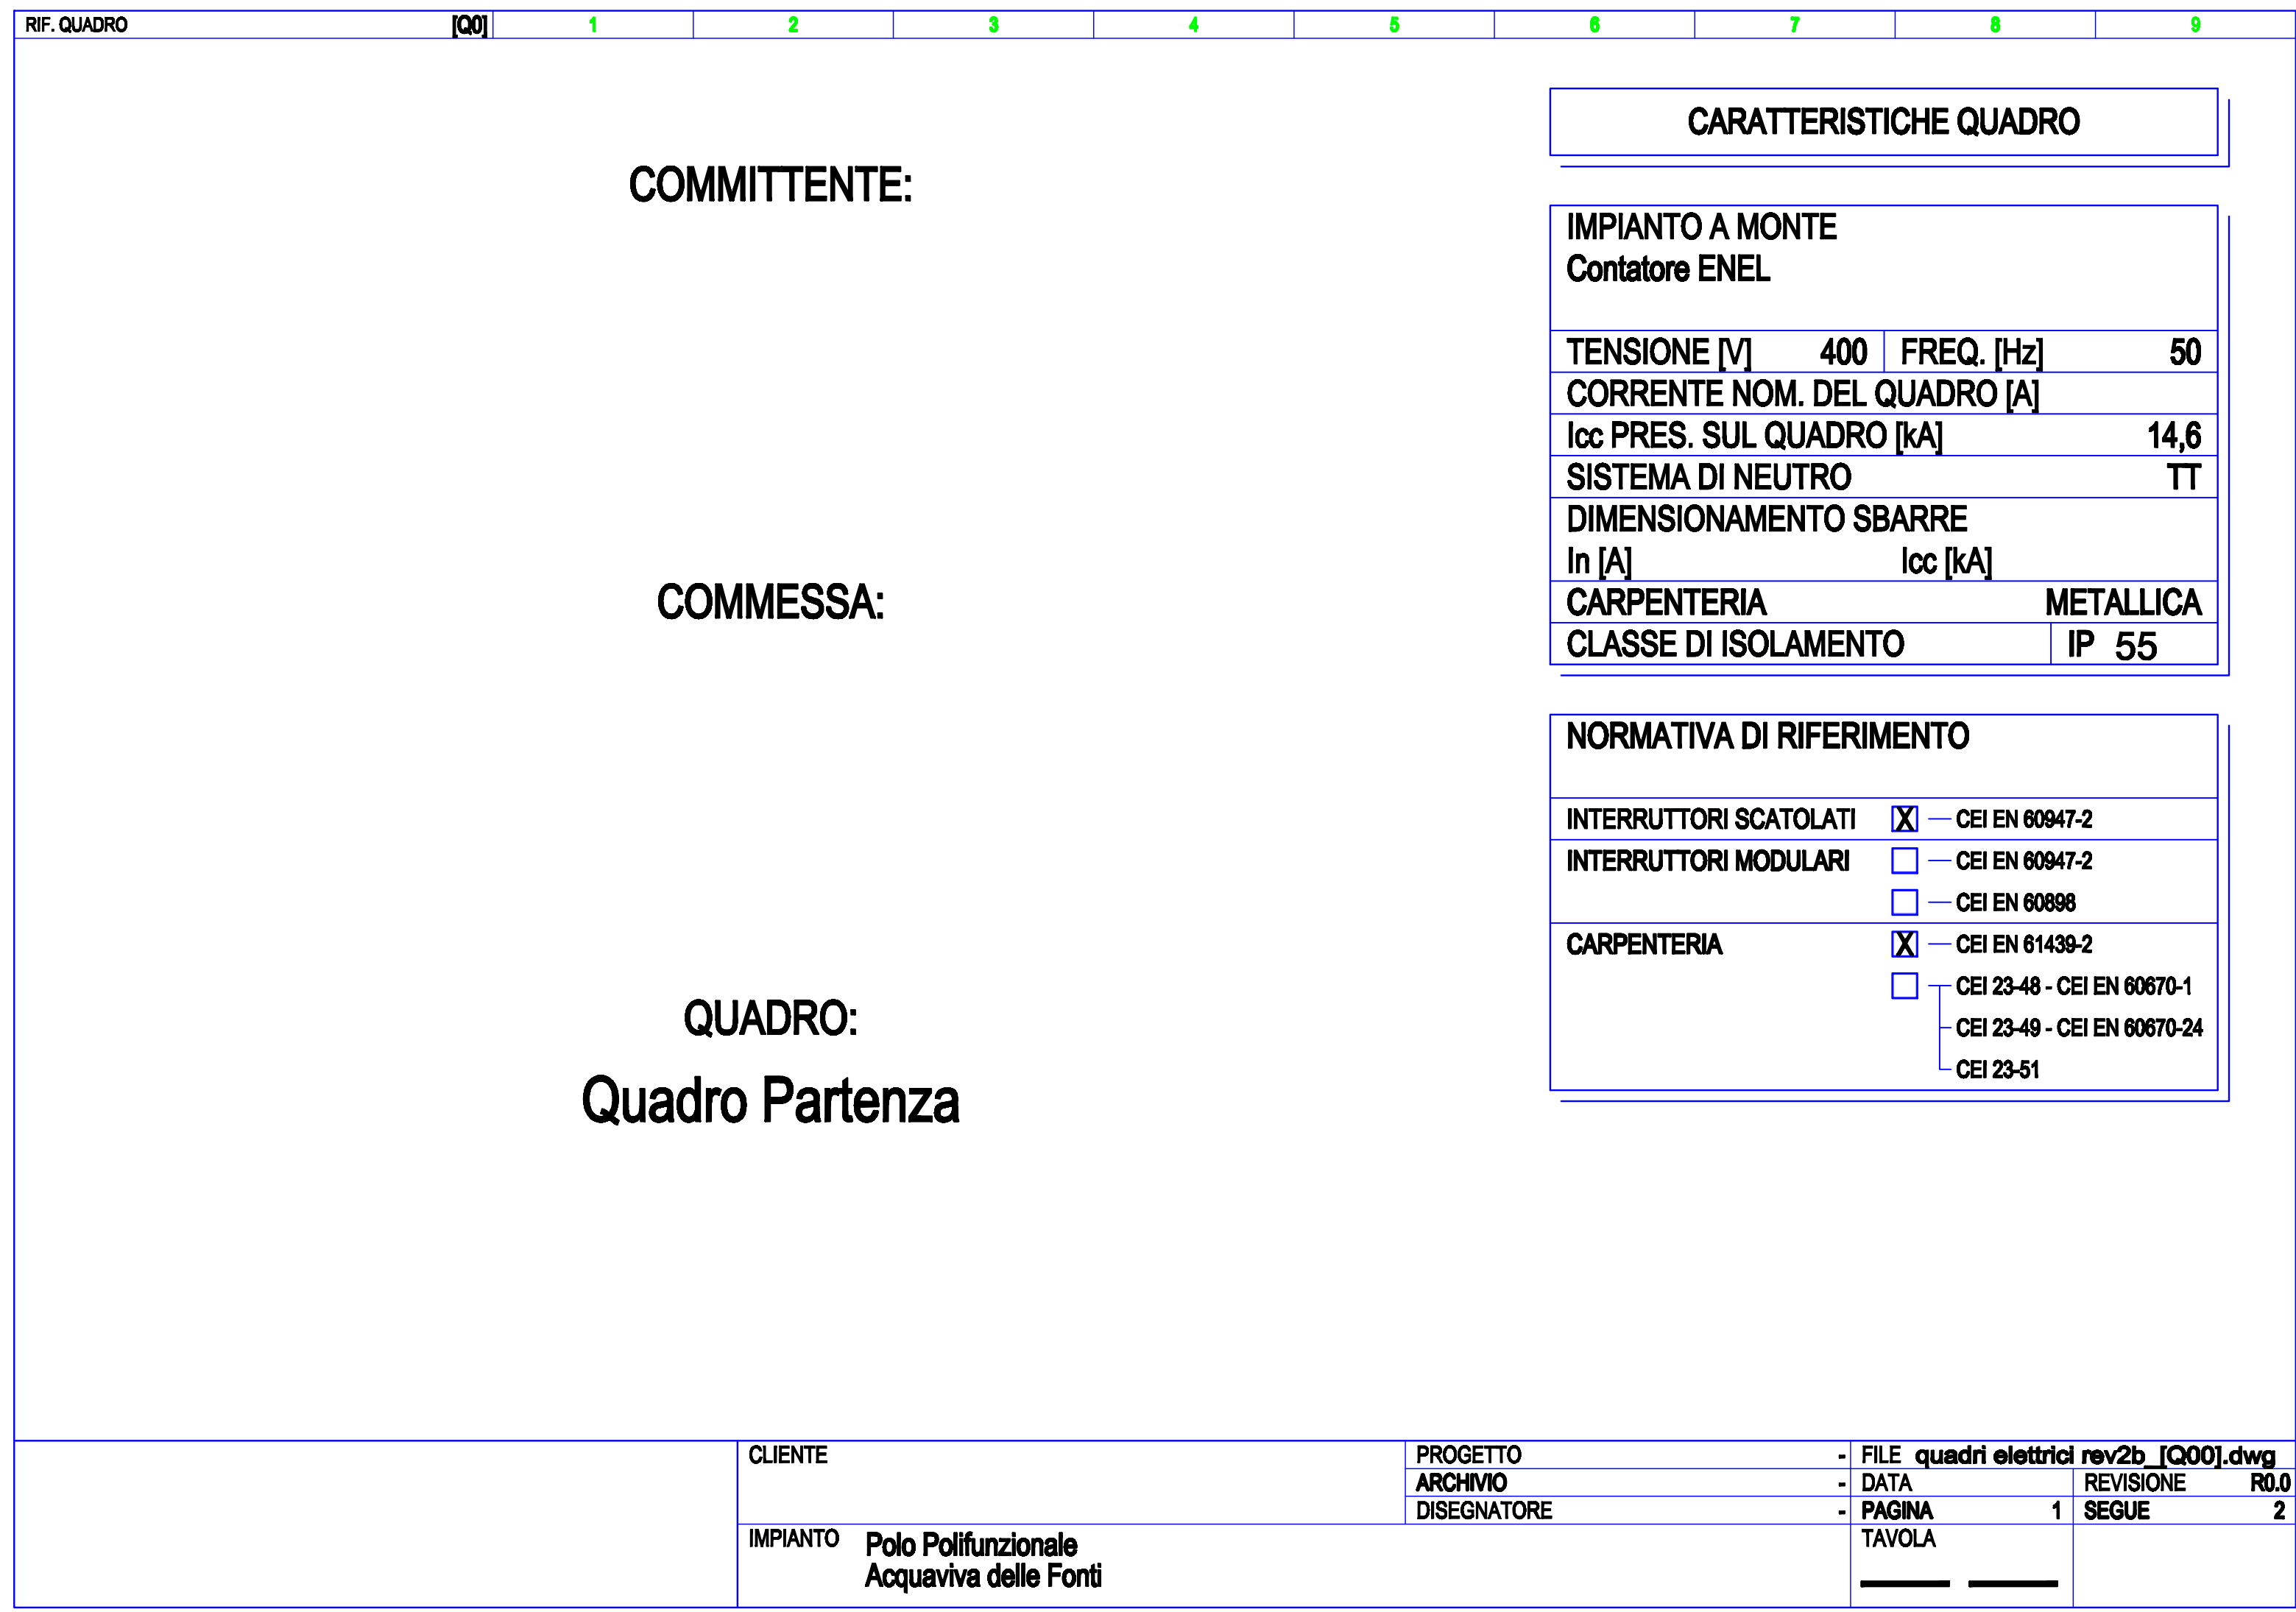 RIF. QUADRO [Q0] 1 2 3 4 5 6 7 8 9
COMMITTENTE:
COMMESSA:
QUADRO:
Quadro Partenza
CARATTERISTICHE QUADRO
IMPIANTO A MONTE
Contatore ENEL
TENSIONE [V] 400 FREQ. [Hz] 50
CORRENTE NOM. DEL QUADRO [A]
Icc PRES. SUL QUADRO [kA] 14,6
SISTEMA DI NEUTRO TT
DIMENSIONAMENTO SBARRE
In [A] Icc [kA]
CARPENTERIA METALLICA
CLASSE DI ISOLAMENTO IP 55
NORMATIVA DI RIFERIMENTO
INTERRUTTORI SCATOLATI X CEI EN 60947-2
INTERRUTTORI MODULARI CEI EN 60947-2
CEI EN 60898
CARPENTERIA X CEI EN 61439-2
CEI 23-48 - CEI EN 60670-1
CEI 23-49 - CEI EN 60670-24
CEI 23-51
CLIENTE
IMPIANTO Polo Polifunzionale
Acquaviva delle Fonti
PROGETTO -
ARCHIVIO -
DISEGNATORE -
FILE quadri elettrici rev2b_[Q00].dwg
DATA REVISIONE R0.0
PAGINA 1 SEGUE 2
TAVOLA